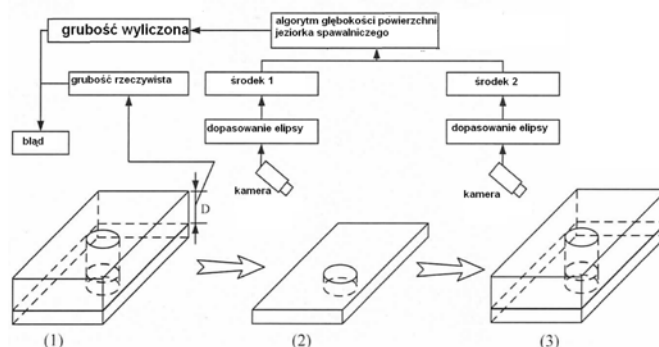 algorytm głębokości powierzchni
jeziorka spawalniczego
grubość wyliczona
grubość rzeczywista
środek 1
środek 2
błąd
dopasowanie elipsy
dopasowanie elipsy
kamera
kamera
D
(1)
(2)
(3)